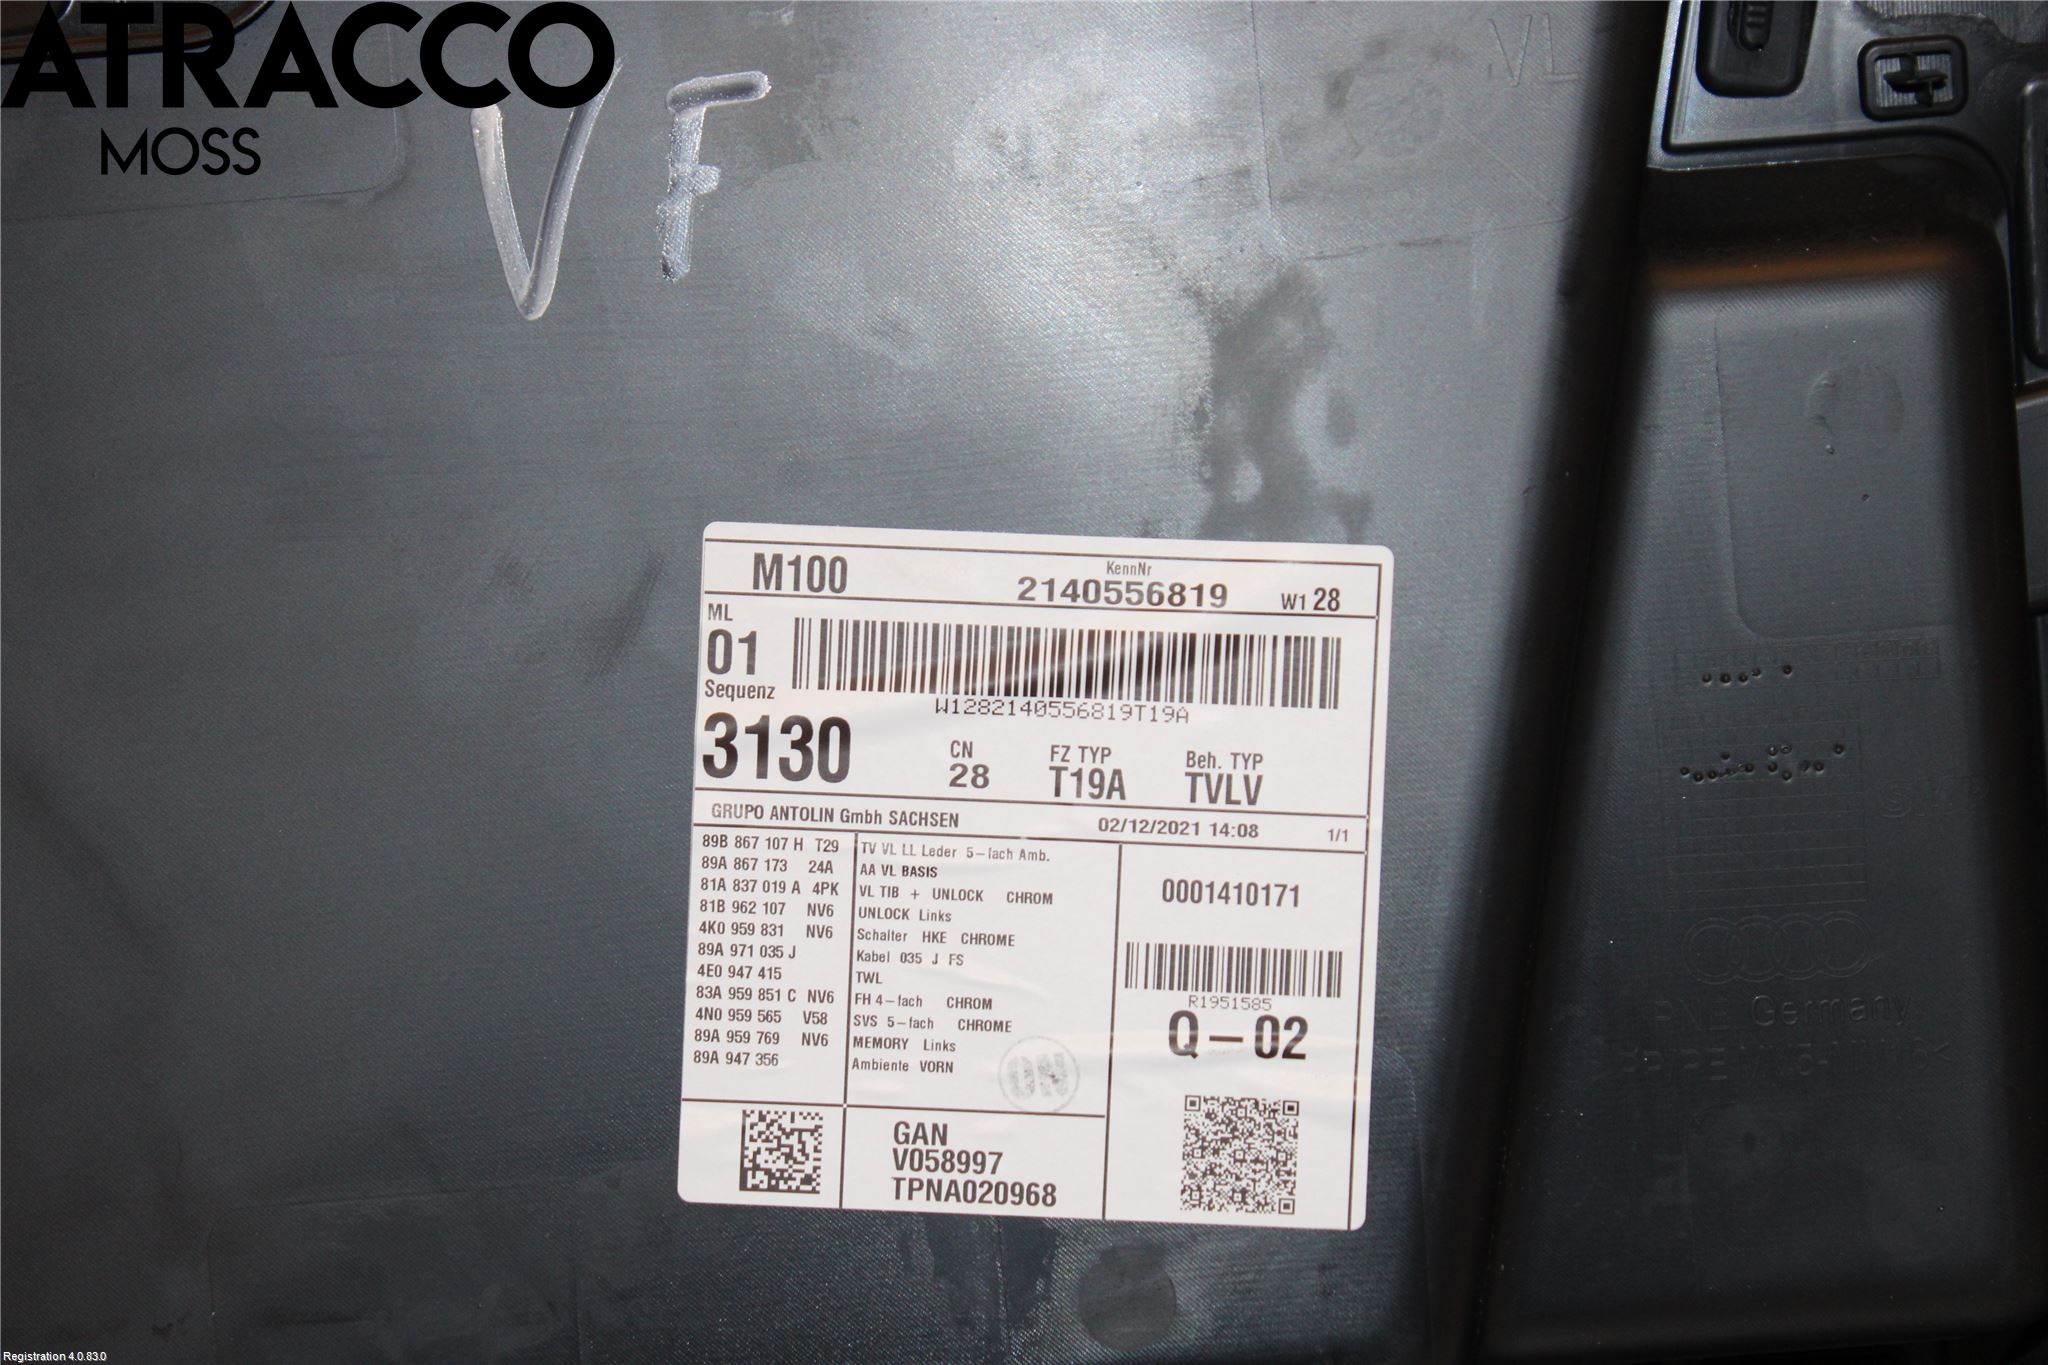 ATRACCO
MOSS
VF
VL
M100
KennNr
2140556819
W1 28
ML
01
W1282140556819T19A
Sequenz
3130
CN
28
FZ TYP
T19A
Beh. TYP
TVLV
GRUPO ANTOLIN Gmbh SACHSEN
02/12/2021 14:08
1/1
89B 867 107 H T29
89A 867 173 24A
81A 837 019 A 4PK
81B 962 107 NV6
4K0 959 831 NV6
89A 971 035 J
4E0 947 415
83A 959 851 C NV6
4N0 959 565 V58
89A 959 769 NV6
89A 947 356
TV VL LL Leder 5-fach Amb.
AA VL BASIS
VL TIB + UNLOCK CHROM
UNLOCK Links
Schalter HKE CHROME
Kabel 035 J FS
TWL
FH 4-fach CHROM
SVS 5-fach CHROME
MEMORY Links
Ambiente VORN
0001410171
R1951585
Q-02
GAN
V058997
TPNA020968
Germany
Registration 4.0.83.0